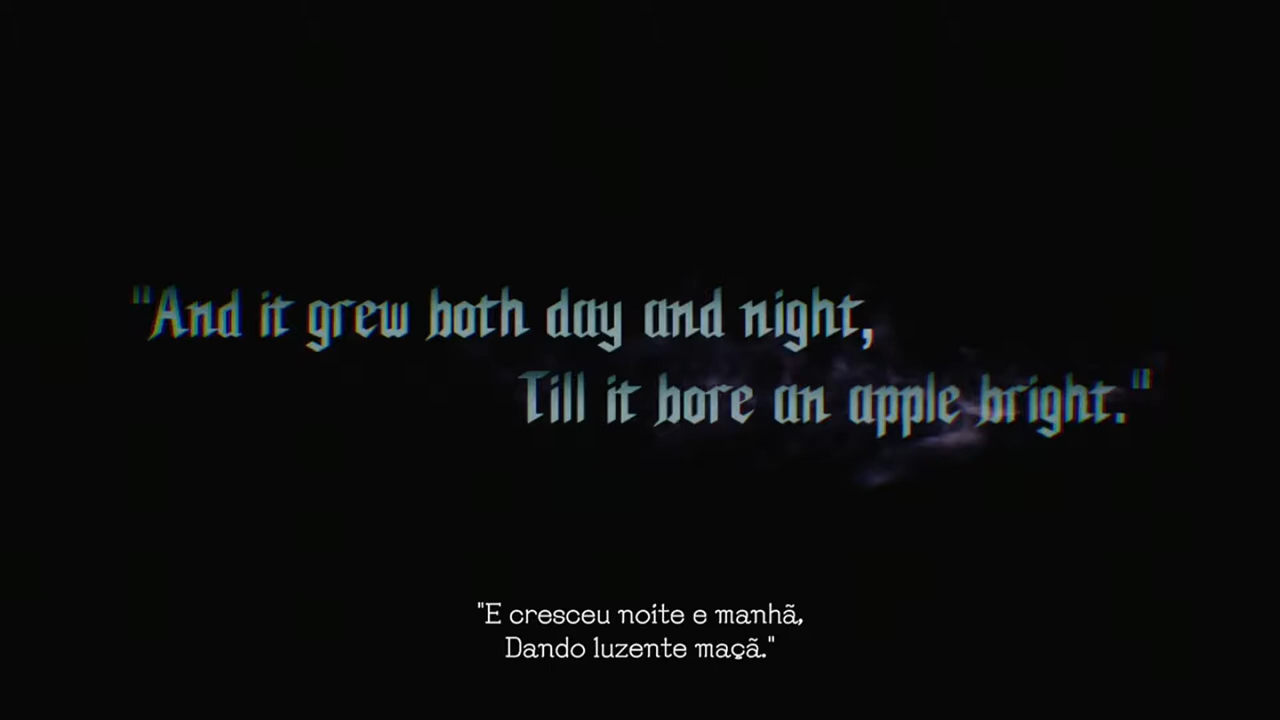 "And it grew both day and night,
Till it bore an apple bright."
"E cresceu noite e manhã,
Dando luzente maçã."